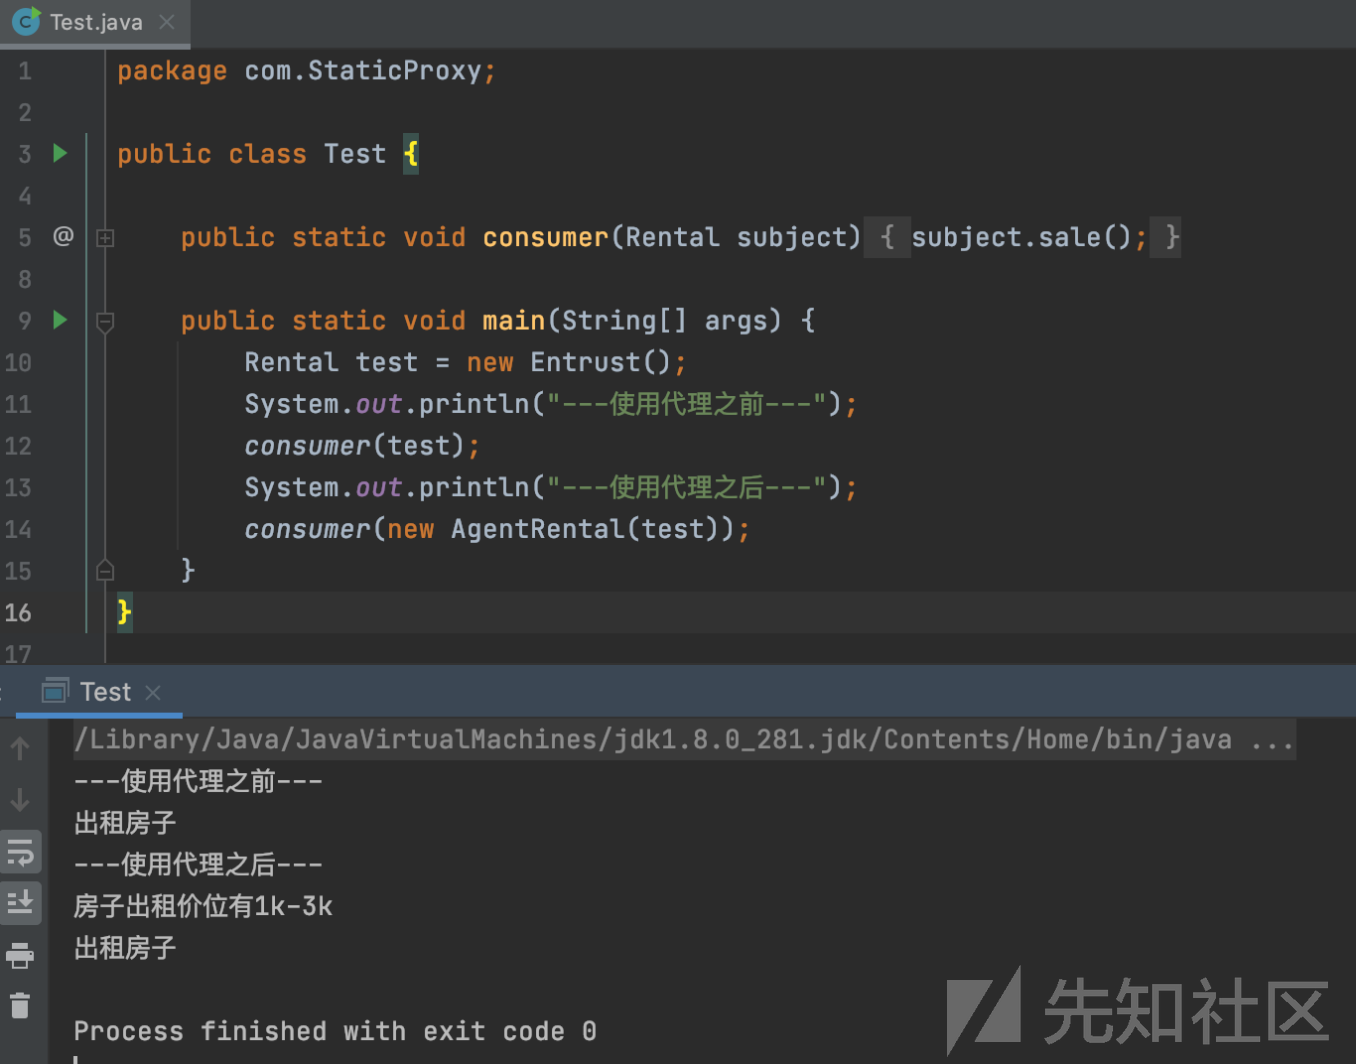 Test.java
1 package com.StaticProxy;
2
3 public class Test {
4
5 @ public static void consumer(Rental subject) { subject.sale(); }
8
9 public static void main(String[] args) {
10 Rental test = new Entrust();
11 System.out.println("---使用代理之前---");
12 consumer(test);
13 System.out.println("---使用代理之后---");
14 consumer(new AgentRental(test));
15 }
16 }
17
: Test
/Library/Java/JavaVirtualMachines/jdk1.8.0_281.jdk/Contents/Home/bin/java ...
---使用代理之前---
出租房子
---使用代理之后---
房子出租价位有1k-3k
出租房子
Process finished with exit code 0
先知社区